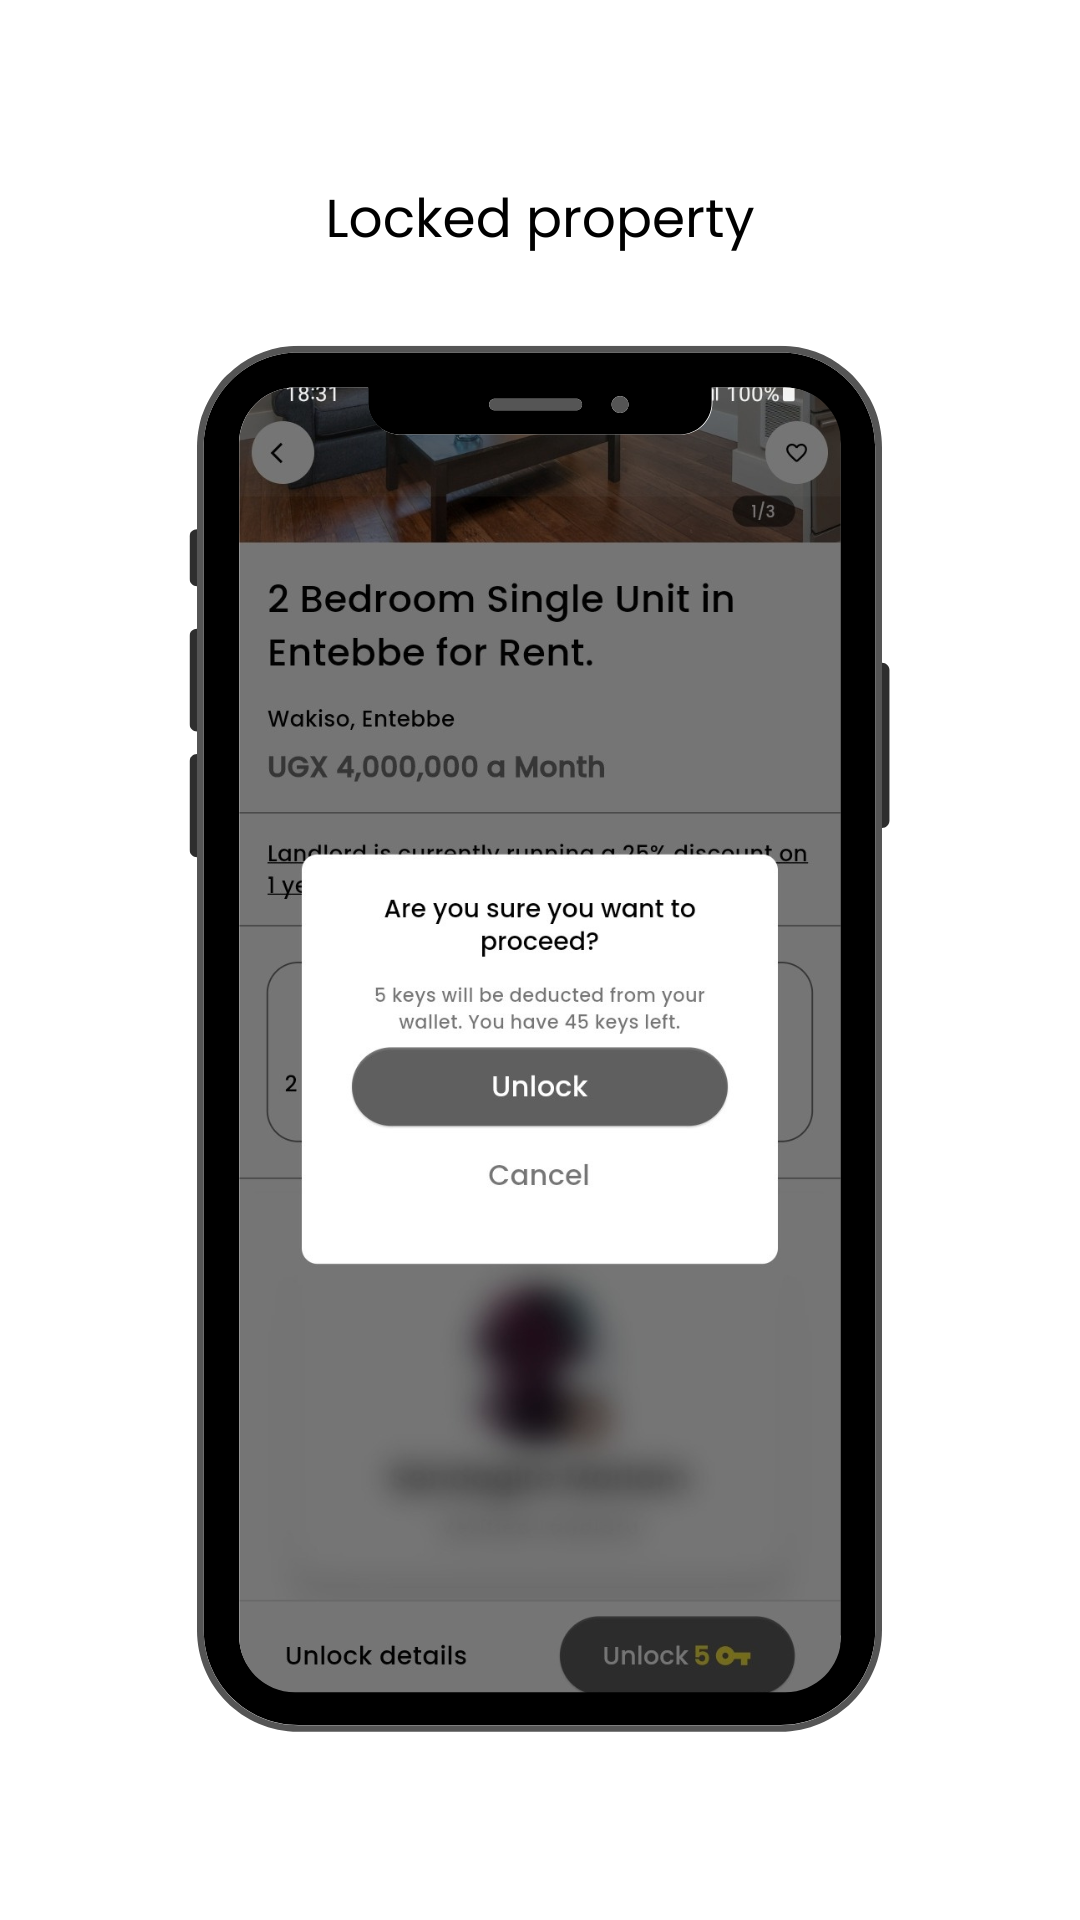 Locked property
18:31
100%
1/3
2 Bedroom Single Unit in
Entebbe for Rent.
Wakiso, Entebbe
UGX 4,000,000 a Month
Landlord is currently running a 25% discount on
1
Are you sure you want to
proceed?
5 keys will be deducted from your
wallet. You have 45 keys left.
2
Unlock
Cancel
Unlock details
Unlock 5